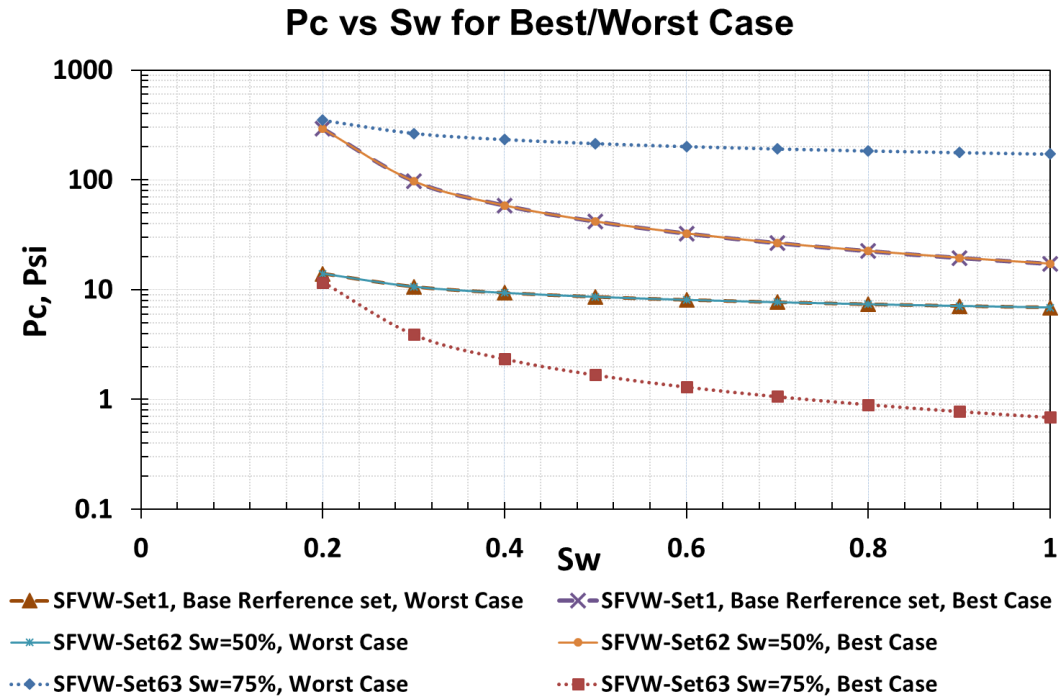 Pc vs Sw for Best/Worst Case
1000
100
10
1
0.1
Pc, Psi
0 0.2 0.4 0.6 0.8 1
Sw
SFVW-Set1, Base Rerference set, Worst Case
SFVW-Set1, Base Rerference set, Best Case
SFVW-Set62 Sw=50%, Worst Case
SFVW-Set62 Sw=50%, Best Case
SFVW-Set63 Sw=75%, Worst Case
SFVW-Set63 Sw=75%, Best Case